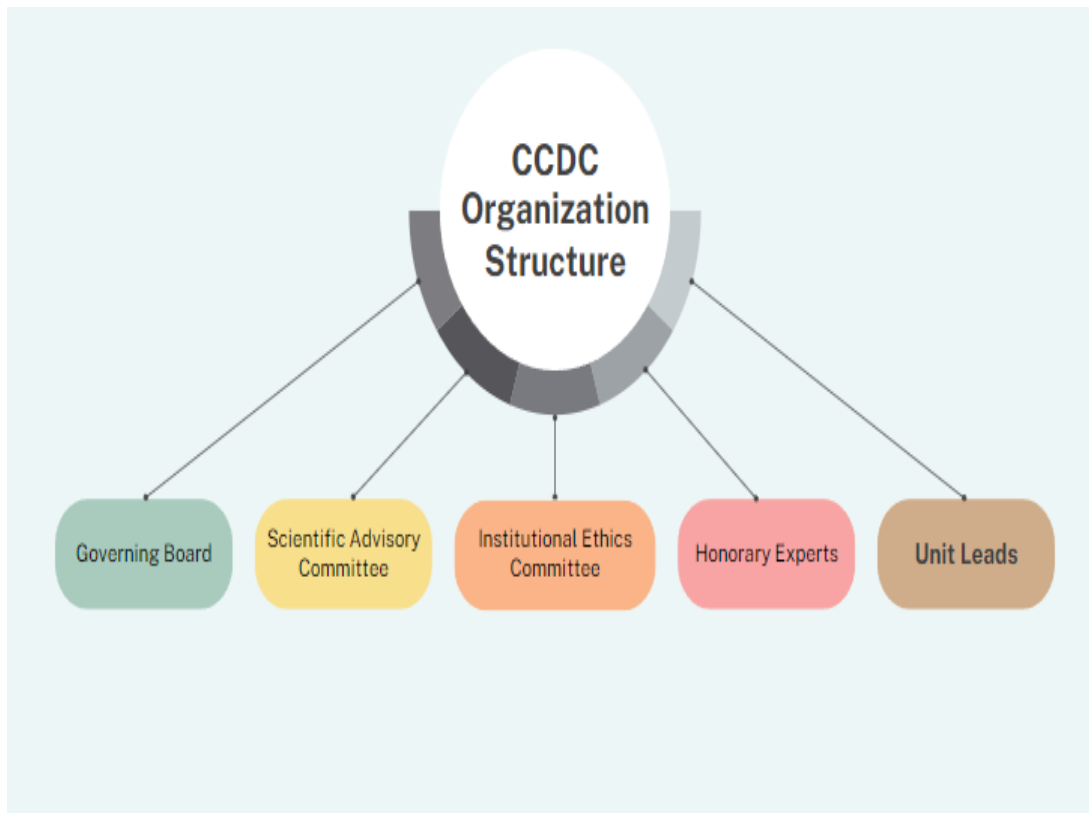 CCDC
Organization
Structure
Governing Board
Scientific Advisory
Committee
Institutional Ethics
Committee
Honorary Experts
Unit Leads